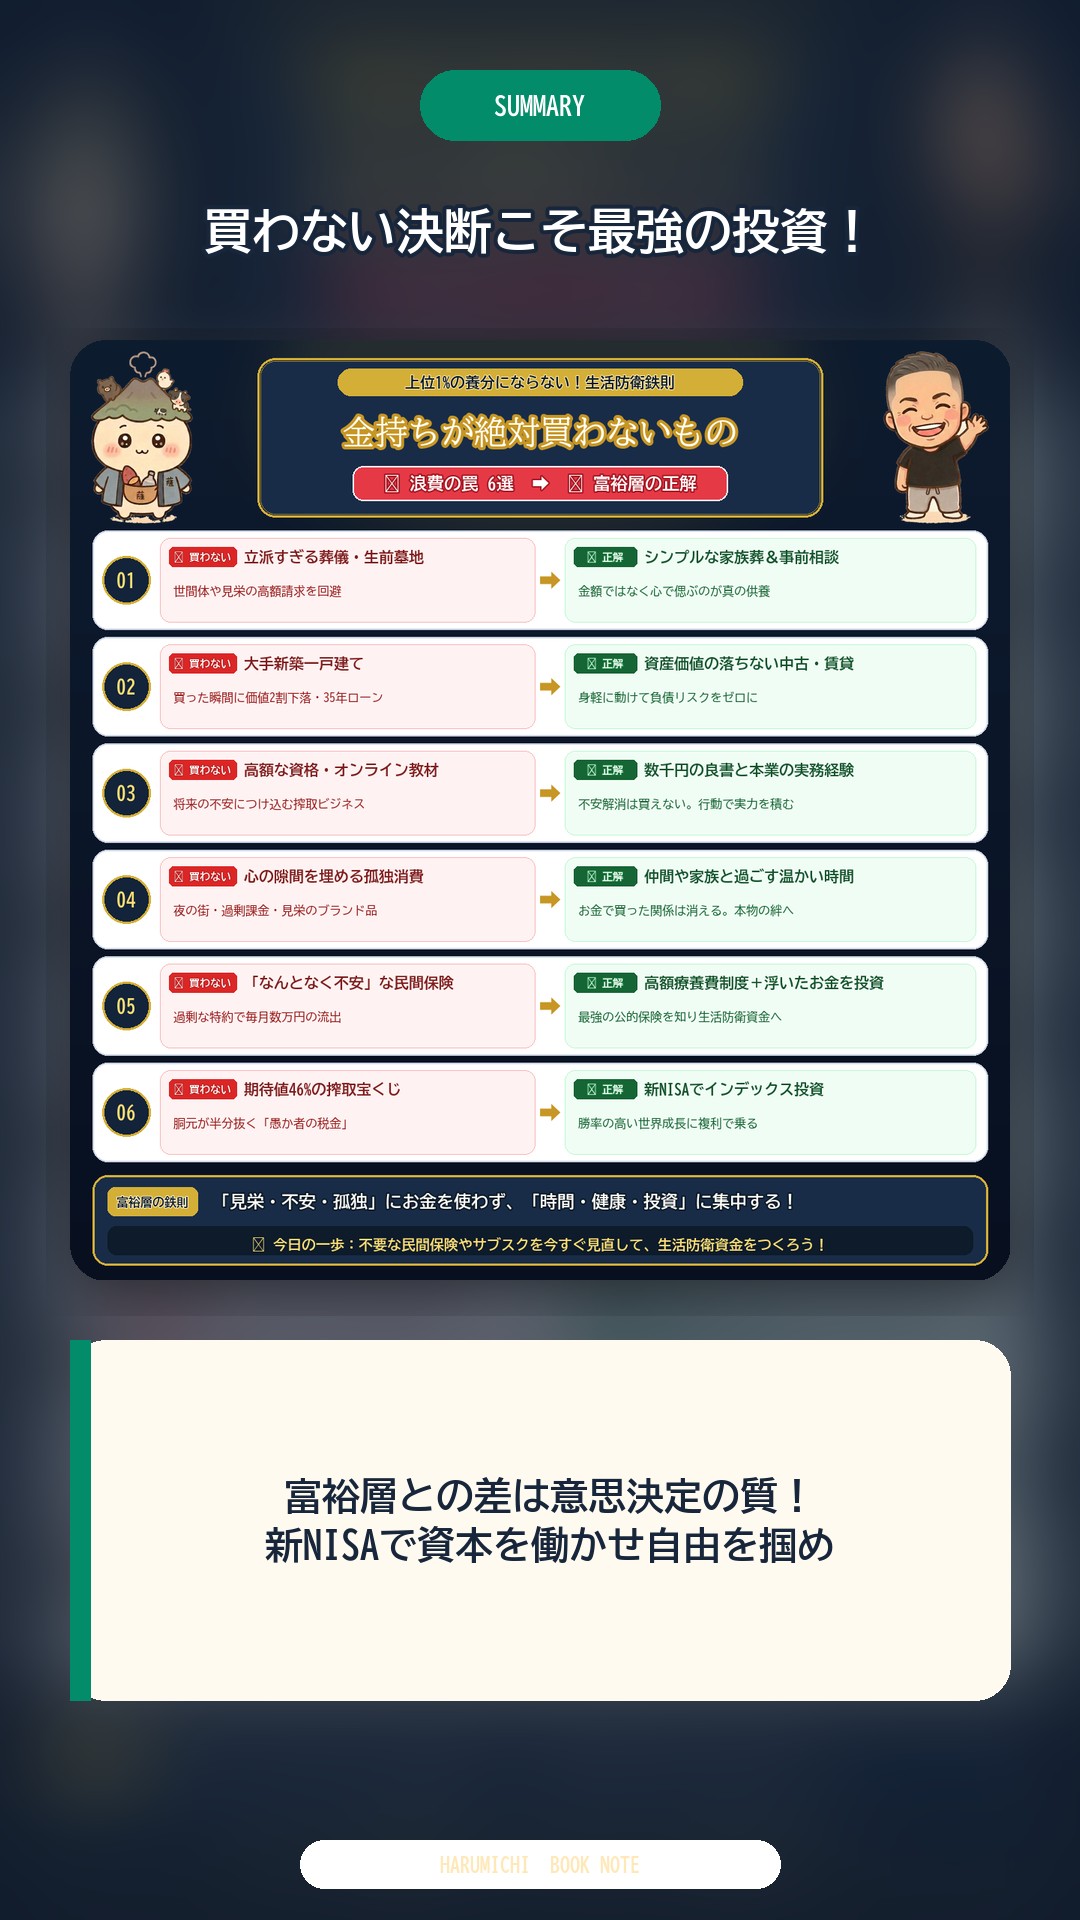 SUMMARY
買わない決断こそ最強の投資！
上位1%の養分にならない！生活防衛鉄則
金持ちが絶対買わないもの
浪費の罠 6選 ➡ 富裕層の正解
01
買わない 立派すぎる葬儀・生前墓地
世間体や見栄の高額請求を回避
正解 シンプルな家族葬＆事前相談
金額ではなく心で偲ぶのが真の供養
02
買わない 大手新築一戸建て
買った瞬間に価値2割下落・35年ローン
正解 資産価値の落ちない中古・賃貸
身軽に動けて負債リスクをゼロに
03
買わない 高額な資格・オンライン教材
将来の不安につけ込む搾取ビジネス
正解 数千円の良書と本業の実務経験
不安解消は買えない。行動で実力を積む
04
買わない 心の隙間を埋める孤独消費
夜の街・過剰課金・見栄のブランド品
正解 仲間や家族と過ごす温かい時間
お金で買った関係は消える。本物の絆へ
05
買わない 「なんとなく不安」な民間保険
過剰な特約で毎月数万円の流出
正解 高額療養費制度＋浮いたお金を投資
最強の公的保険を知り生活防衛資金へ
06
買わない 期待値46%の搾取宝くじ
胴元が半分抜く「愚か者の税金」
正解 新NISAでインデックス投資
勝率の高い世界成長に複利で乗る
富裕層の鉄則 「見栄・不安・孤独」にお金を使わず、「時間・健康・投資」に集中する！
今日の一歩：不要な民間保険やサブスクを今すぐ見直して、生活防衛資金をつくろう！
富裕層との差は意思決定の質！
新NISAで資本を働かせ自由を掴め
HARUMICHI BOOK NOTE